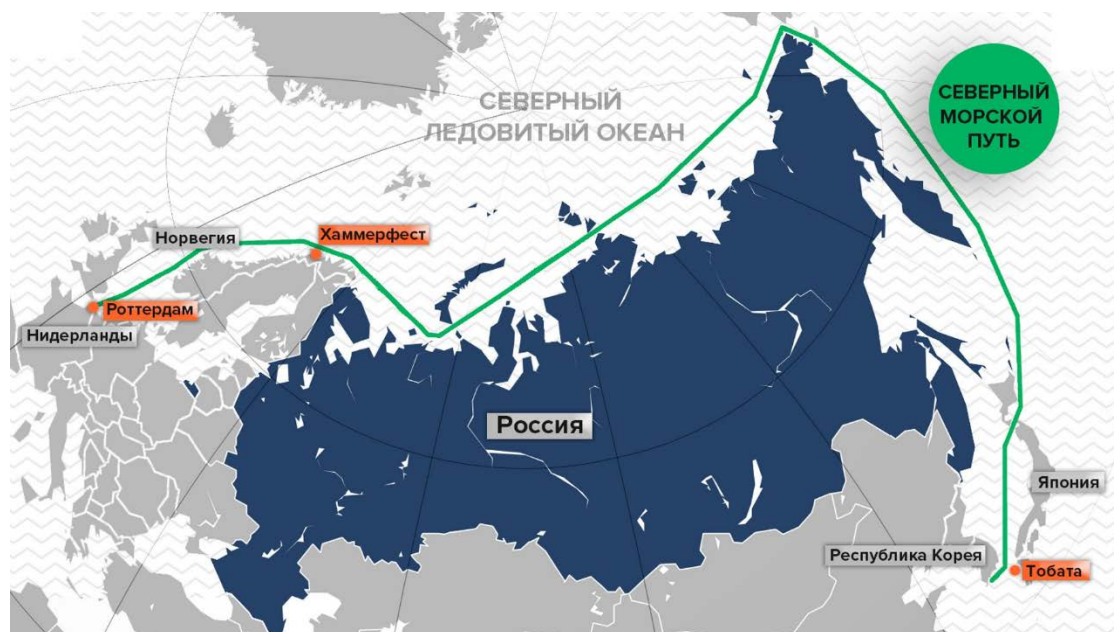 СЕВЕРНЫЙ
ЛЕДОВИТЫЙ ОКЕАН
СЕВЕРНЫЙ
МОРСКОЙ
ПУТЬ
Хаммерфест
Норвегия
Роттердам
Нидерланды
Россия
Япония
Республика Корея
Тобата